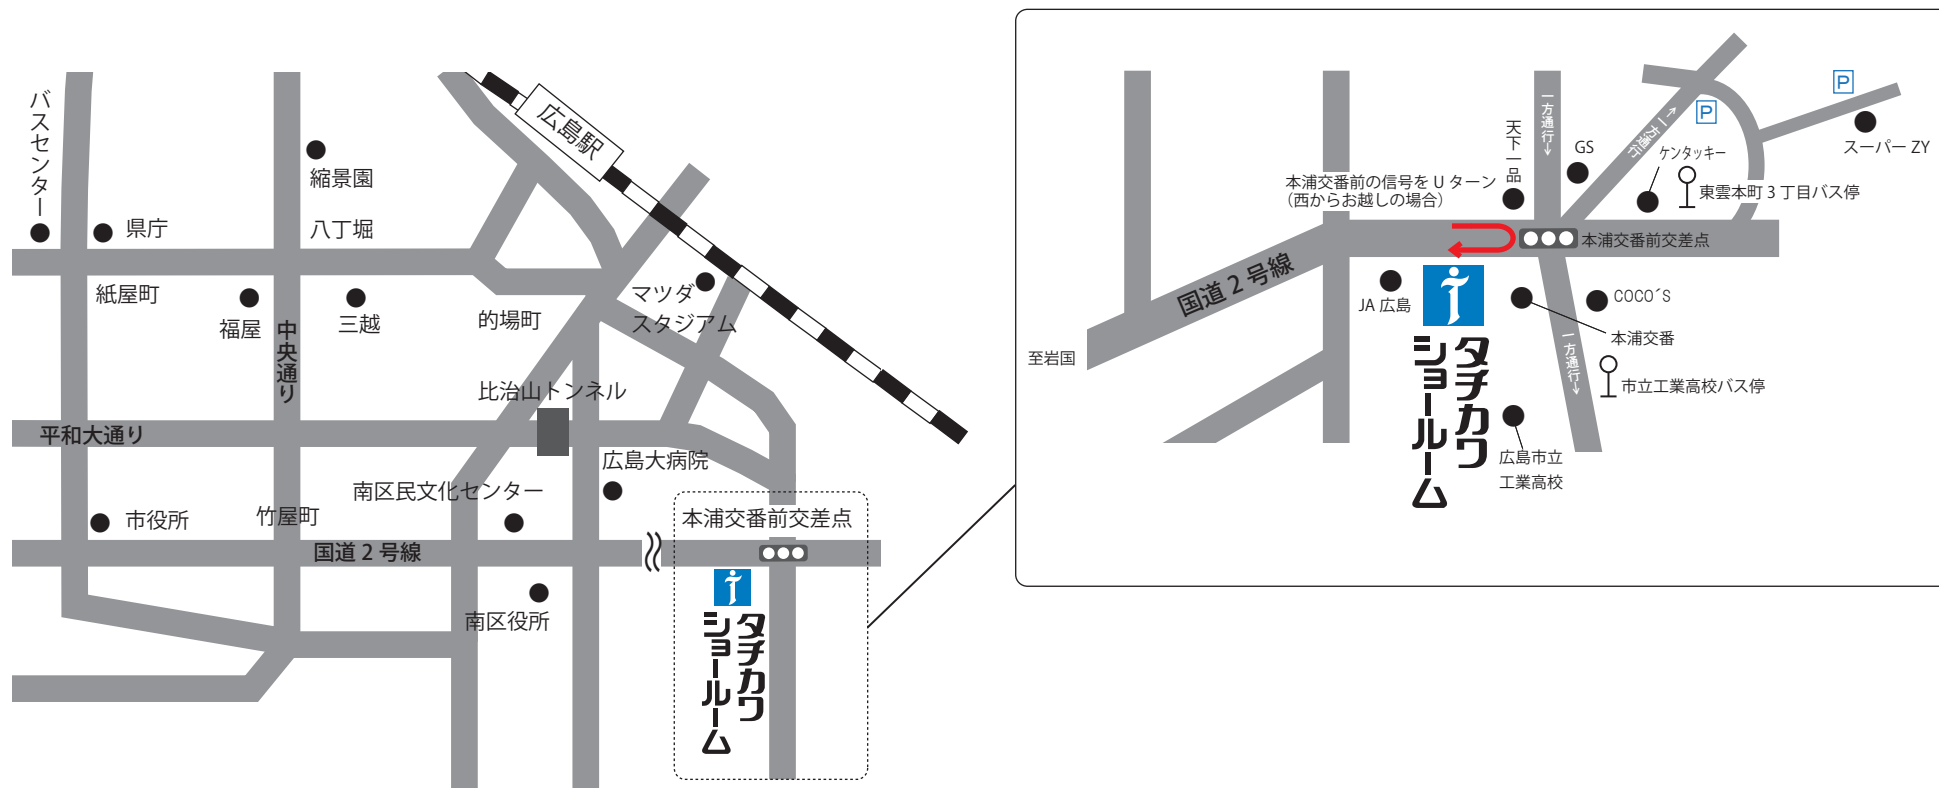 バスセンター
県庁
縮景園
八丁堀
広島駅
紙屋町
福屋
中央通り
三越
的場町
マツダ
スタジアム
比治山トンネル
平和大通り
広島大病院
南区民文化センター
市役所
竹屋町
国道2号線
本浦交番前交差点
南区役所
タチカワ
ショールーム
一方通行→
天下一品
GS
←一方通行
P
P
ケンタッキー
スーパー ZY
本浦交番前の信号を U ターン
(西からお越しの場合)
東雲本町 3 丁目バス停
本浦交番前交差点
国道2号線
JA 広島
COCO´S
本浦交番
至岩国
一方通行→
市立工業高校バス停
タチカワ
ショールーム
広島市立
工業高校